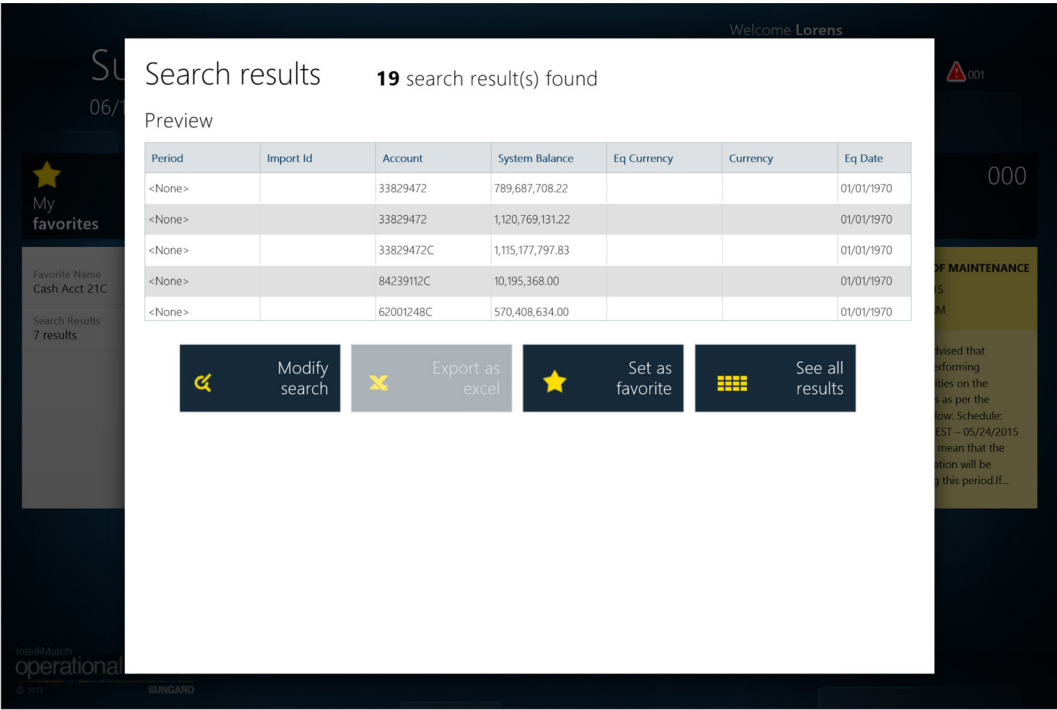 Welcome Lorens
Su
06/1
001
Search results
19 search result(s) found
Preview
Period Import Id Account System Balance Eq Currency Currency Eq Date
<None> 33829472 789,687,708.22 01/01/1970
<None> 33829472 1,120,769,131.22 01/01/1970
<None> 33829472C 1,115,177,797.83 01/01/1970
<None> 84239112C 10,195,368.00 01/01/1970
<None> 62001248C 570,408,634.00 01/01/1970
Modify
search
Export as
excel
Set as
favorite
See all
results
My
favorites
000
Favorite Name
Cash Acct 21C
Search Results
7 results
OF MAINTENANCE
5
M
dvised that
erforming
ities on the
s as per the
low: Schedule:
EST – 05/24/2015
mean that the
ation will be
g this period.If...
IntelliMatch
operational
© 2013
SUNGARD